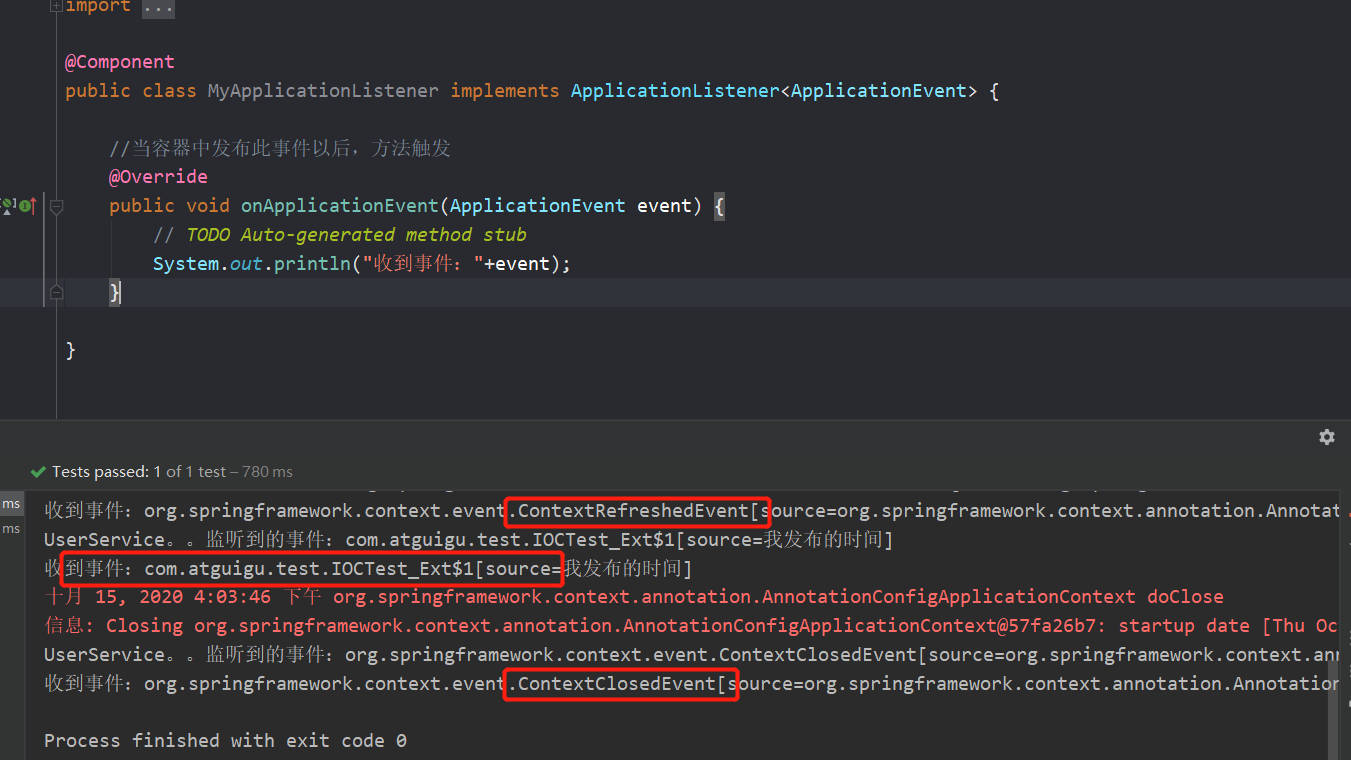 import ...
@Component
public class MyApplicationListener implements ApplicationListener<ApplicationEvent> {
//当容器中发布此事件以后，方法触发
@Override
public void onApplicationEvent(ApplicationEvent event) {
// TODO Auto-generated method stub
System.out.println("收到事件："+event);
}
}
Tests passed: 1 of 1 test – 780 ms
ms
收到事件：org.springframework.context.event.ContextRefreshedEvent[source=org.springframework.context.annotation.Annotat
ms
UserService。。监听到的事件：com.atguigu.test.IOCTest_Ext$1[source=我发布的时间]
收到事件：com.atguigu.test.IOCTest_Ext$1[source=我发布的时间]
十月 15, 2020 4:03:46 下午 org.springframework.context.annotation.AnnotationConfigApplicationContext doClose
信息: Closing org.springframework.context.annotation.AnnotationConfigApplicationContext@57fa26b7: startup date [Thu Oc
UserService。。监听到的事件：org.springframework.context.event.ContextClosedEvent[source=org.springframework.context.ann
收到事件：org.springframework.context.event.ContextClosedEvent[source=org.springframework.context.annotation.Annotation
Process finished with exit code 0